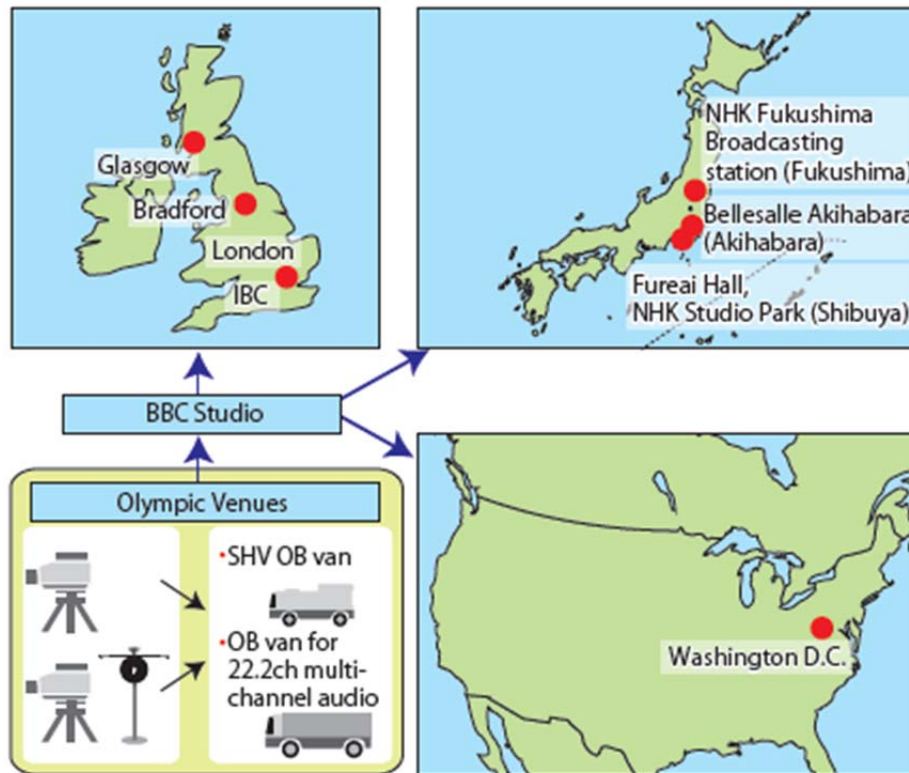 Glasgow
Bradford
London
IBC
NHK Fukushima
Broadcasting
station (Fukushima)
Bellesalle Akihabara
(Akihabara)
Fureai Hall,
NHK Studio Park (Shibuya)
BBC Studio
Olympic Venues
•SHV OB van
•OB van for
22.2ch multi-
channel audio
Washington D.C.